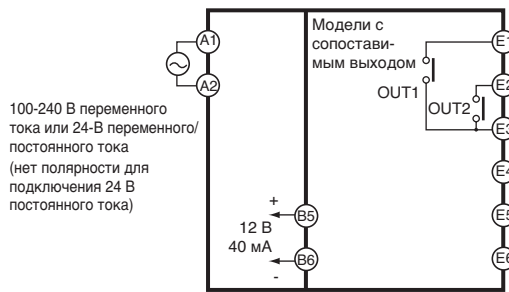 Модели с
сопостави-
мым выходом
A1
A2
E1
E2
E3
E4
E5
E6
OUT1
OUT2
100-240 В переменного
тока или 24-В переменного/
постоянного тока
(нет полярности для
подключения 24 В
постоянного тока)
+
12 В
40 мА
-
B5
B6